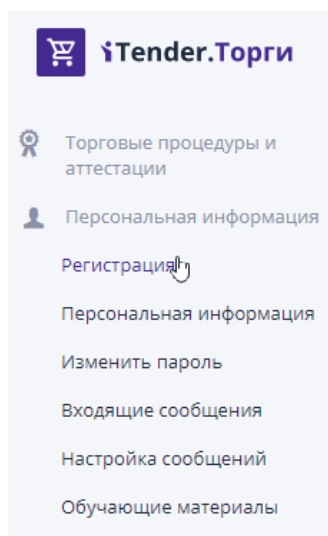 iTender.Торги
Торговые процедуры и
аттестации
Персональная информация
Регистрация
Персональная информация
Изменить пароль
Входящие сообщения
Настройка сообщений
Обучающие материалы